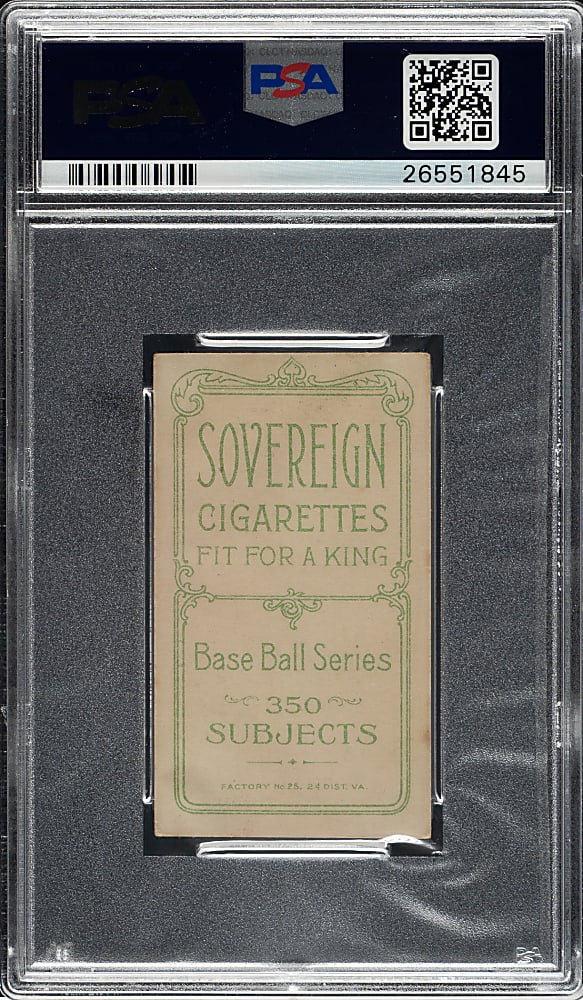 PSA
PSA
26551845
SOVEREIGN
CIGARETTES
FIT FOR A KING
Base Ball Series
350
SUBJECTS
FACTORY No 25. 2d DIST. VA.